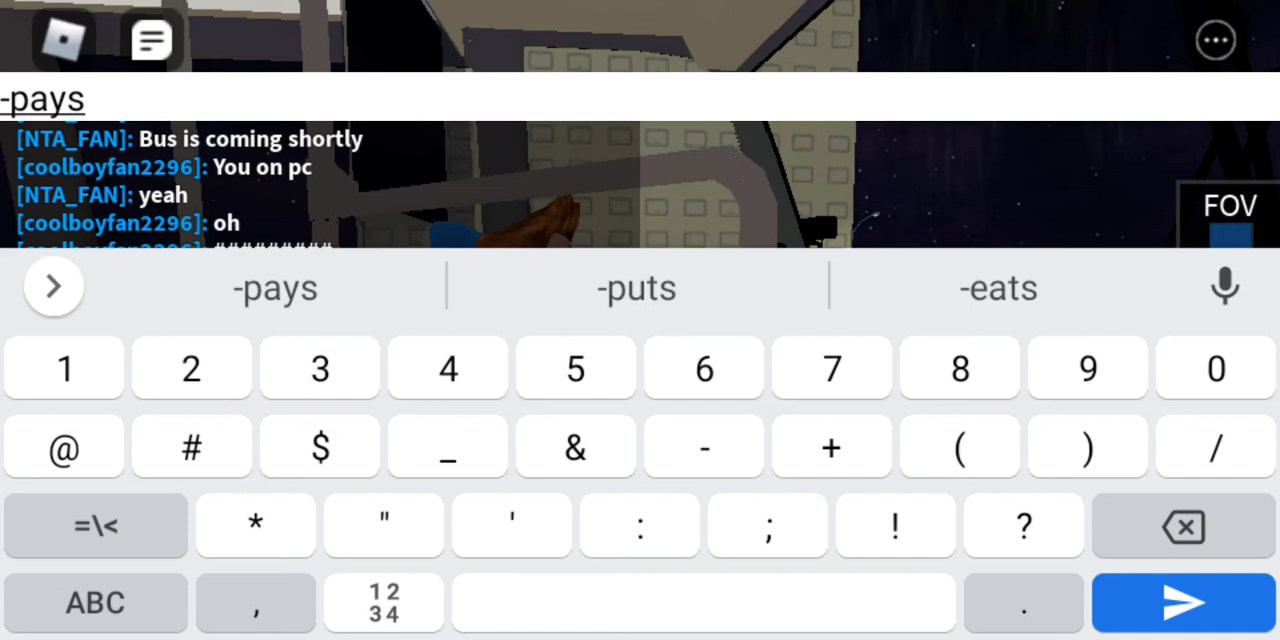 -pays
[NTA_FAN]: Bus is coming shortly
[coolboyfan2296]: You on pc
[NTA_FAN]: yeah
[coolboyfan2296]: oh
FOV
-pays
-puts
-eats
1 2 3 4 5 6 7 8 9 0
@ # $ _ & - + ( ) /
=\< * " ' : ; ! ?
ABC , 12 34 .